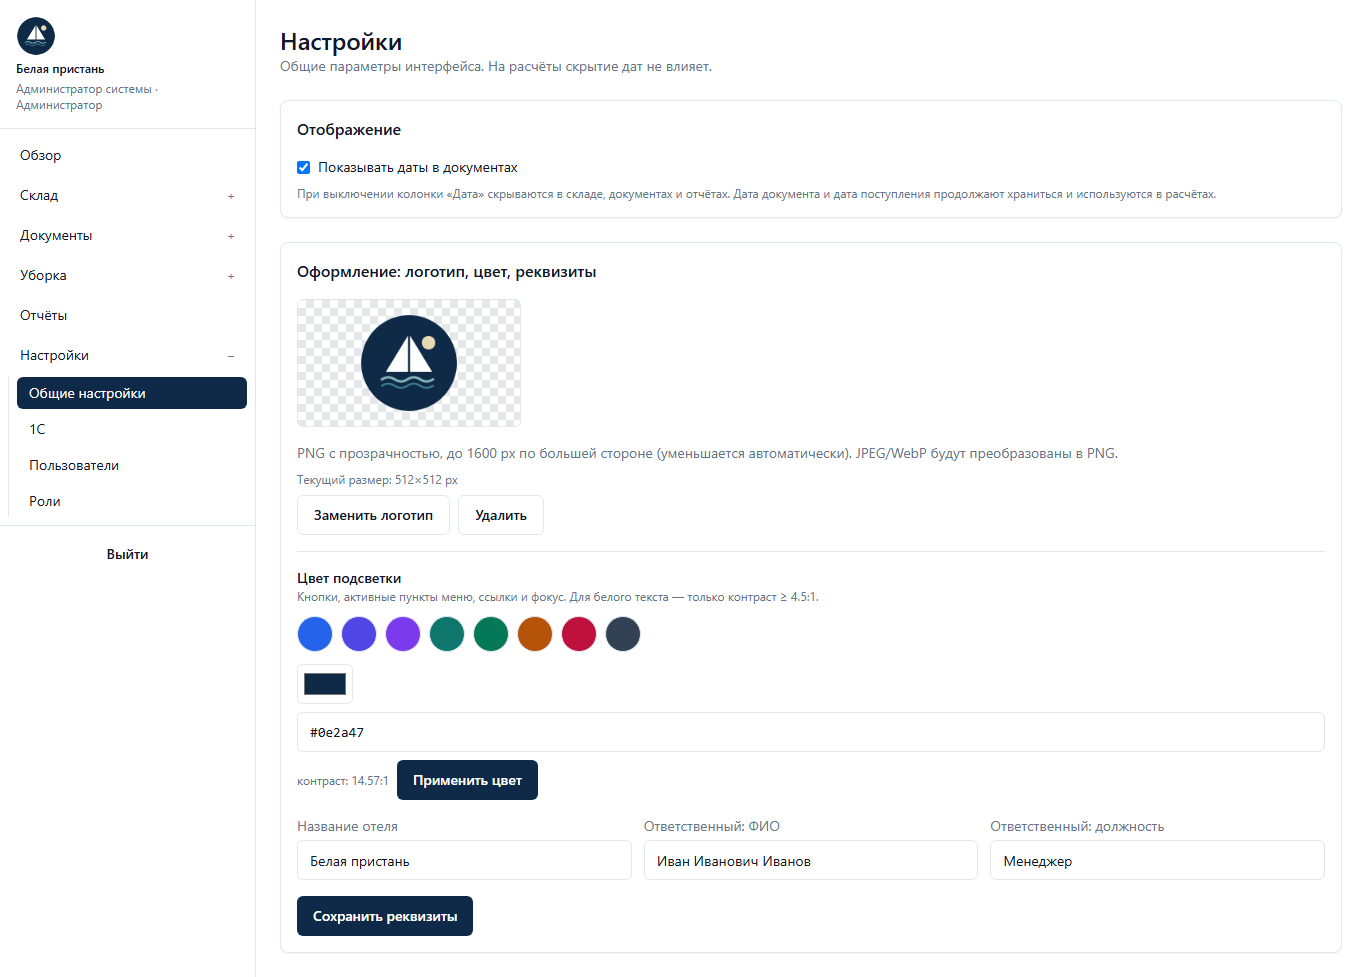 Белая пристань
Администратор системы ·
Администратор
Обзор
Склад +
Документы +
Уборка +
Отчёты
Настройки −
Общие настройки
1С
Пользователи
Роли
Выйти
Настройки
Общие параметры интерфейса. На расчёты скрытие дат не влияет.
Отображение
Показывать даты в документах
При выключении колонки «Дата» скрываются в складе, документах и отчётах. Дата документа и дата поступления продолжают храниться и используются в расчётах.
Оформление: логотип, цвет, реквизиты
PNG с прозрачностью, до 1600 px по большей стороне (уменьшается автоматически). JPEG/WebP будут преобразованы в PNG.
Текущий размер: 512×512 px
Заменить логотип Удалить
Цвет подсветки
Кнопки, активные пункты меню, ссылки и фокус. Для белого текста — только контраст ≥ 4.5:1.
#0e2a47
контраст: 14.57:1 Применить цвет
Название отеля Ответственный: ФИО Ответственный: должность
Белая пристань Иван Иванович Иванов Менеджер
Сохранить реквизиты